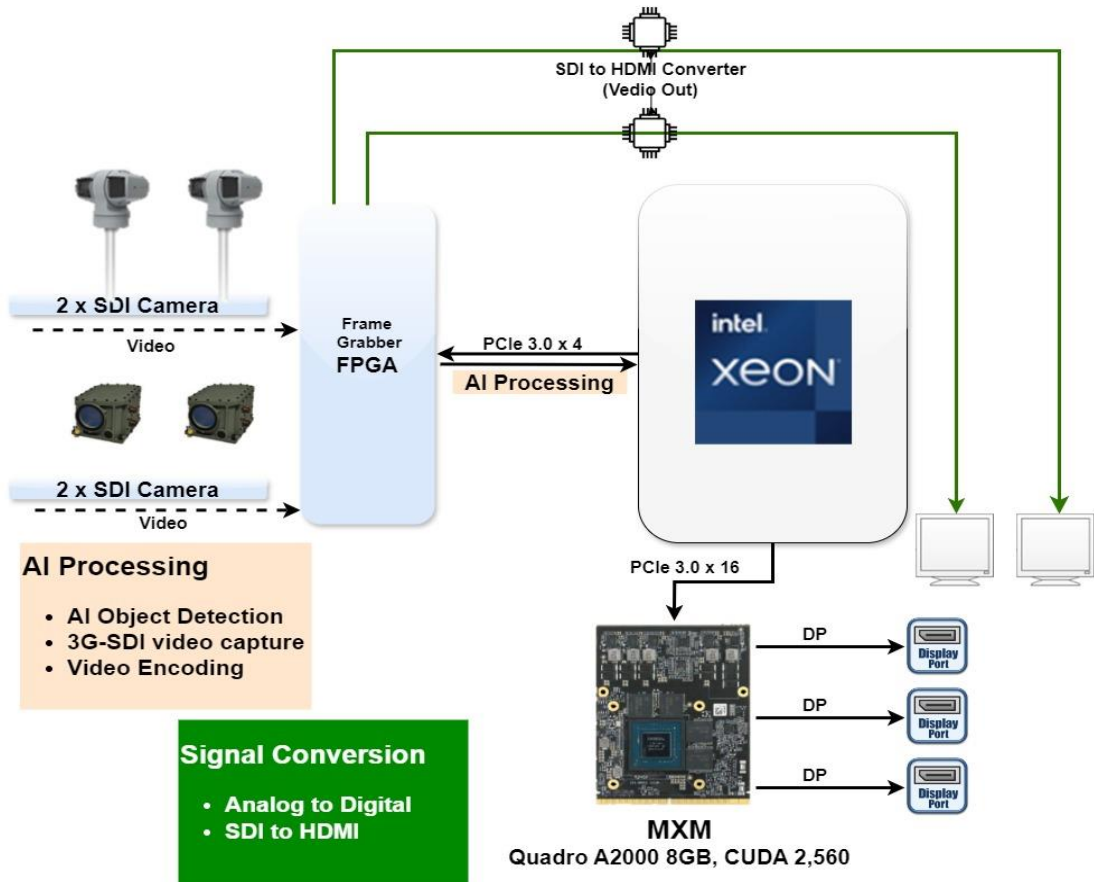 SDI to HDMI Converter
(Vedio Out)
2 x SDI Camera
Video
Frame
Grabber
FPGA
PCIe 3.0 x 4
AI Processing
intel.
xeon
2 x SDI Camera
Video
AI Processing
• AI Object Detection
• 3G-SDI video capture
• Video Encoding
PCIe 3.0 x 16
DP
Display
Port
DP
Display
Port
DP
Display
Port
Signal Conversion
• Analog to Digital
• SDI to HDMI
MXM
Quadro A2000 8GB, CUDA 2,560